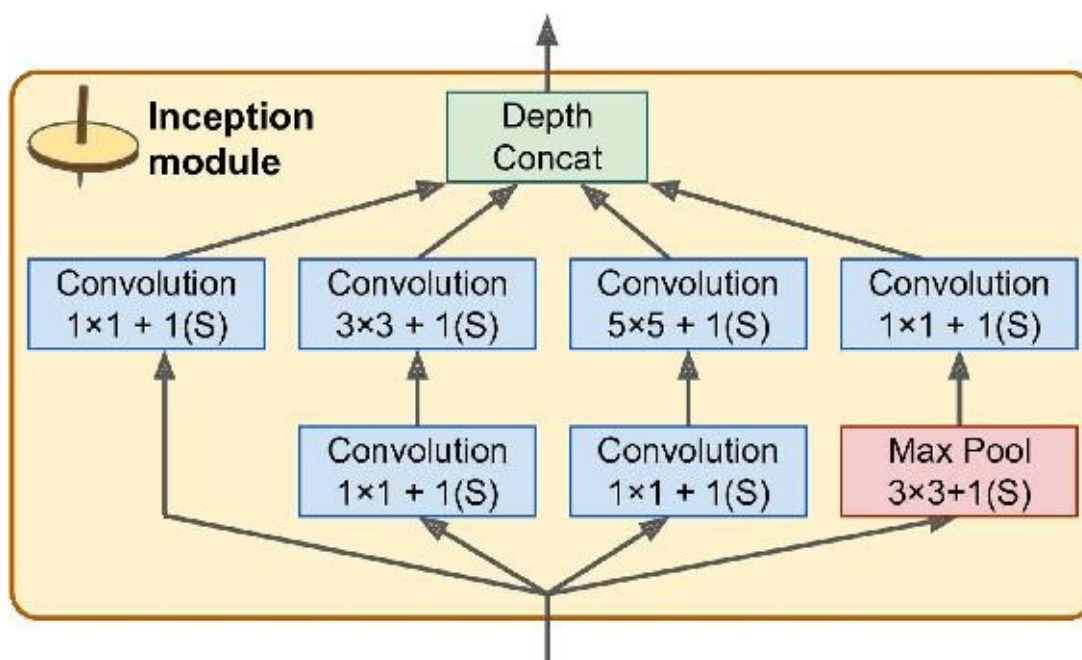 Inception
module
Depth
Concat
Convolution
1×1 + 1(S)
Convolution
3×3 + 1(S)
Convolution
5×5 + 1(S)
Convolution
1×1 + 1(S)
Convolution
1×1 + 1(S)
Convolution
1×1 + 1(S)
Max Pool
3×3+1(S)